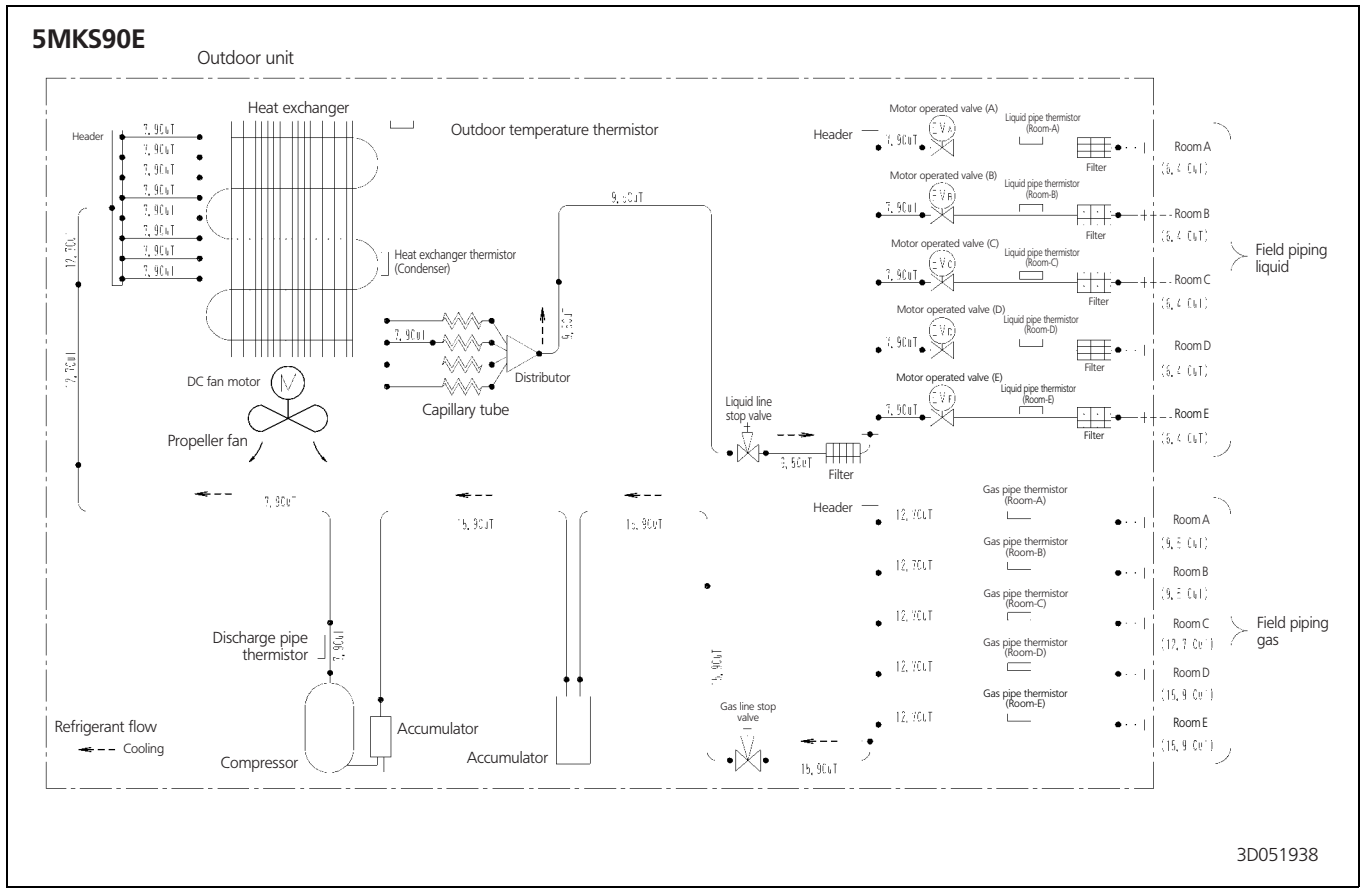 5MKS90E
Outdoor unit
Heat exchanger
Header
7, 9CuT
7, 9CuT
7, 9CuT
7, 9CuT
7, 9CuT
7, 9CuT
7, 9CuT
7, 9CuT
Outdoor temperature thermistor
Heat exchanger thermistor
(Condenser)
12, 7CuT
12, 7CuT
7, 9CuT
Distributor
Capillary tube
9, 5CuT
9, 5CuT
DC fan motor
M
Propeller fan
Header
Motor operated valve (A)
7, 9CuT
EVA
Liquid pipe thermistor
(Room-A)
Filter
Room A
(6, 4 CuT)
Motor operated valve (B)
7, 9CuT
EVB
Liquid pipe thermistor
(Room-B)
Filter
Room B
(6, 4 CuT)
Motor operated valve (C)
7, 9CuT
EVC
Liquid pipe thermistor
(Room-C)
Filter
Room C
(6, 4 CuT)
Motor operated valve (D)
7, 9CuT
EVD
Liquid pipe thermistor
(Room-D)
Filter
Room D
(6, 4 CuT)
Motor operated valve (E)
7, 9CuT
EVE
Liquid pipe thermistor
(Room-E)
Filter
Room E
(6, 4 CuT)
Field piping
liquid
Liquid line
stop valve
9, 5CuT
Filter
7, 9CuT
15, 9CuT
15, 9CuT
Header
12, 7CuT
Gas pipe thermistor
(Room-A)
Room A
(9, 5 CuT)
12, 7CuT
Gas pipe thermistor
(Room-B)
Room B
(9, 5 CuT)
12, 7CuT
Gas pipe thermistor
(Room-C)
Room C
(12, 7 CuT)
12, 7CuT
Gas pipe thermistor
(Room-D)
Room D
(15, 9 CuT)
12, 7CuT
Gas pipe thermistor
(Room-E)
Room E
(15, 9 CuT)
Field piping
gas
Discharge pipe
thermistor
7, 9CuT
15, 9CuT
Gas line stop
valve
15, 9CuT
Refrigerant flow
Cooling
Compressor
Accumulator
Accumulator
3D051938